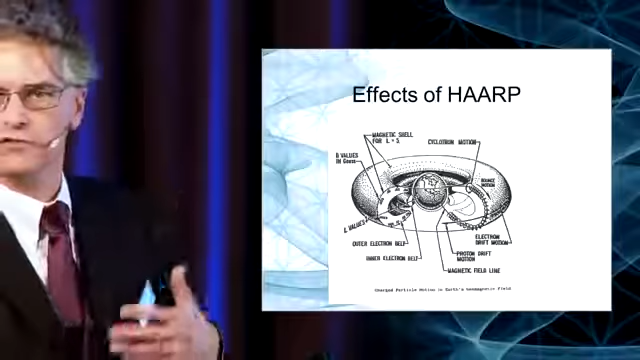 Effects of HAARP
MAGNETIC SHELL
FOR L = 3.
CYCLOTRON MOTION
B VALUES
IN Gauss
BOUNCE
MOTION
L VALUES
ELECTRON
DRIFT MOTION
OUTER ELECTRON BELT
PROTON DRIFT
MOTION
INNER ELECTRON BELT
MAGNETIC FIELD LINE
Charged Particle Motion in Earth's Geomagnetic Field